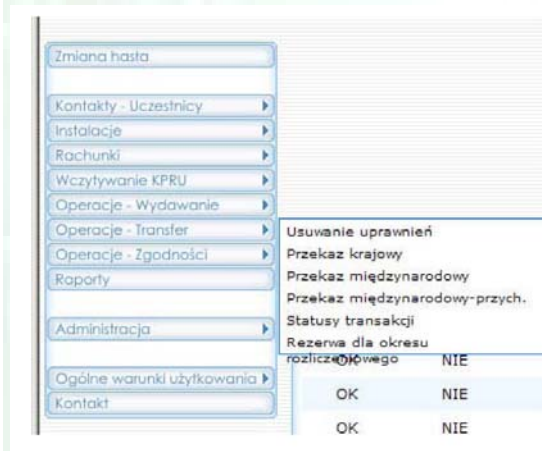 Zmiana hasta
Kontakty - Uczestnicy
Instalacje
Rachunki
Wczytywanie KPRU
Operacje - Wydawanie
Operacje - Transfer
Operacje - Zgodności
Raporty
Administracja
Ogólne warunki użytkowania
Kontakt
Usuwanie uprawnień
Przekaz krajowy
Przekaz międzynarodowy
Przekaz międzynarodowy-przych.
Statusy transakcji
Rezerwa dla okresu
rozliczeniowego
OK NIE
OK NIE
OK NIE